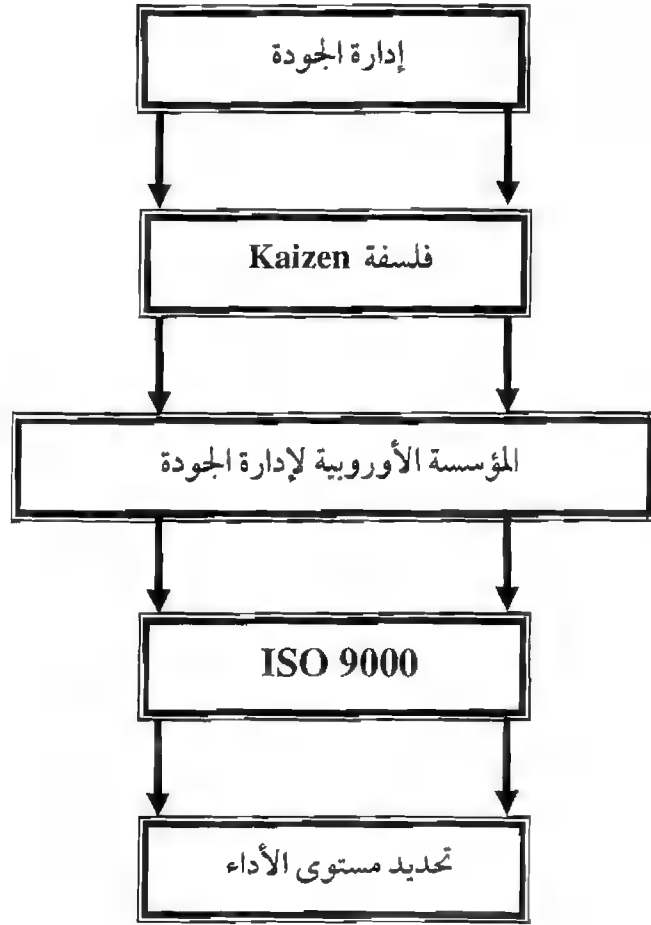 إدارة الجودة
فلسفة Kaizen
المؤسسة الأوروبية لإدارة الجودة
ISO 9000
تحديد مستوى الأداء